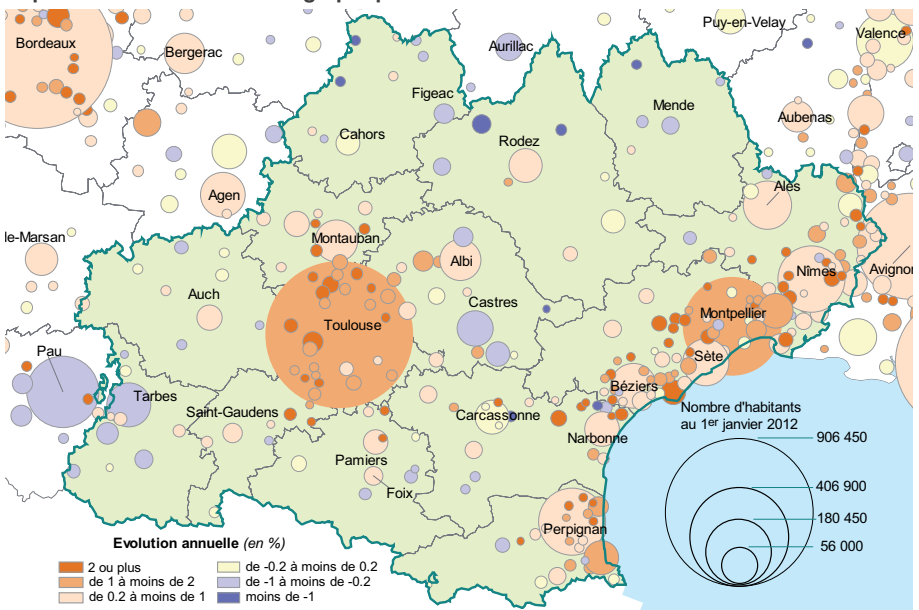 Bordeaux
Bergerac
Aurillac
Puy-en-Velay
Valence
Figeac
Mende
Cahors
Rodez
Aubenas
Agen
Alès
Montauban
le-Marsan
Albi
Nîmes
Avignon
Auch
Castres
Toulouse
Montpellier
Pau
Sète
Tarbes
Béziers
Saint-Gaudens
Carcassonne
Narbonne
Pamiers
Foix
Perpignan
Nombre d'habitants
au 1er janvier 2012
906 450
406 900
180 450
56 000
Evolution annuelle (en %)
2 ou plus
de 1 à moins de 2
de 0.2 à moins de 1
de -0.2 à moins de 0.2
de -1 à moins de -0.2
moins de -1